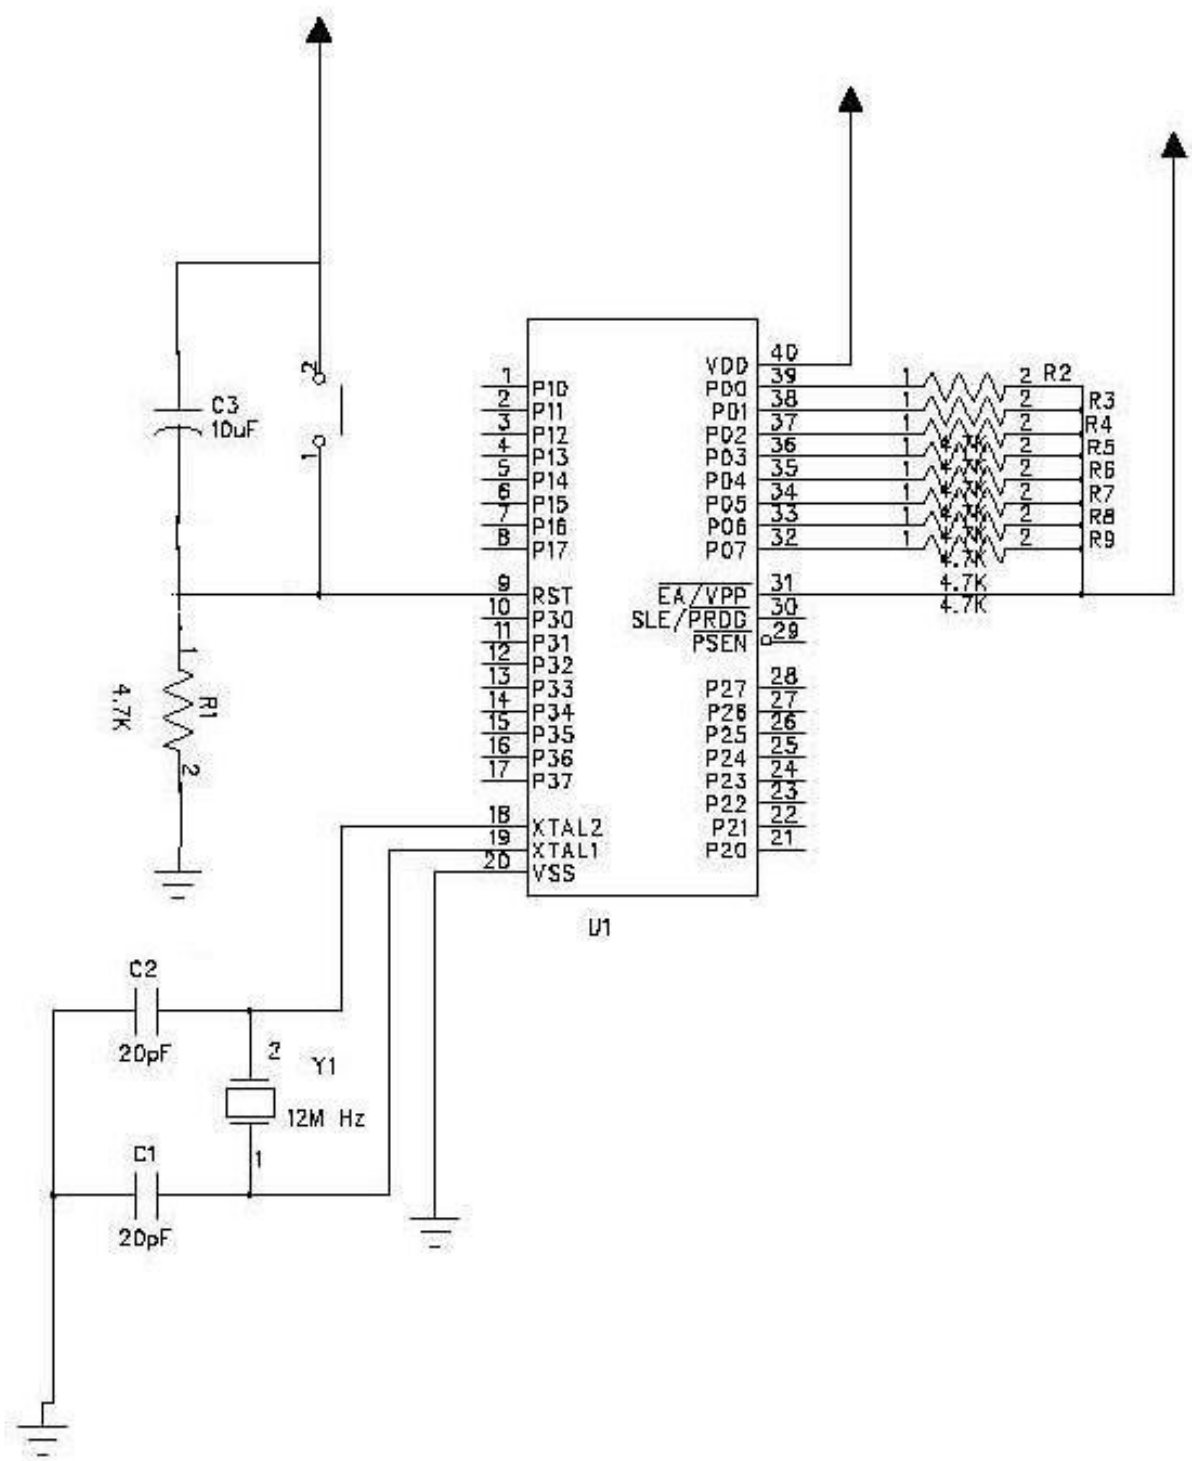 40
VDD
1 P10
P00 39 1 2 R2
2 P11
P01 38 1 2 R3
3 P12
P02 37 1 2 R4
4 P13
P03 36 1 2 R5
5 P14
P04 35 1 2 R6
6 P15
P05 34 1 2 R7
7 P16
P06 33 1 2 R8
8 P17
P07 32 1 2 R9
4.7K
4.7K
4.7K
2
C3
10uF
1
9 RST
EA/VPP 31
10 P30
SLE/PROG 30
11 P31
PSEN 29
12 P32
13 P33
P27 28
14 P34
P26 27
15 P35
P25 26
16 P36
P24 25
17 P37
P23 24
P22 23
18 XTAL2
P21 22
19 XTAL1
P20 21
20 VSS
U1
1
R1
4.7K
2
C2
20pF
2
Y1
12M Hz
1
C1
20pF